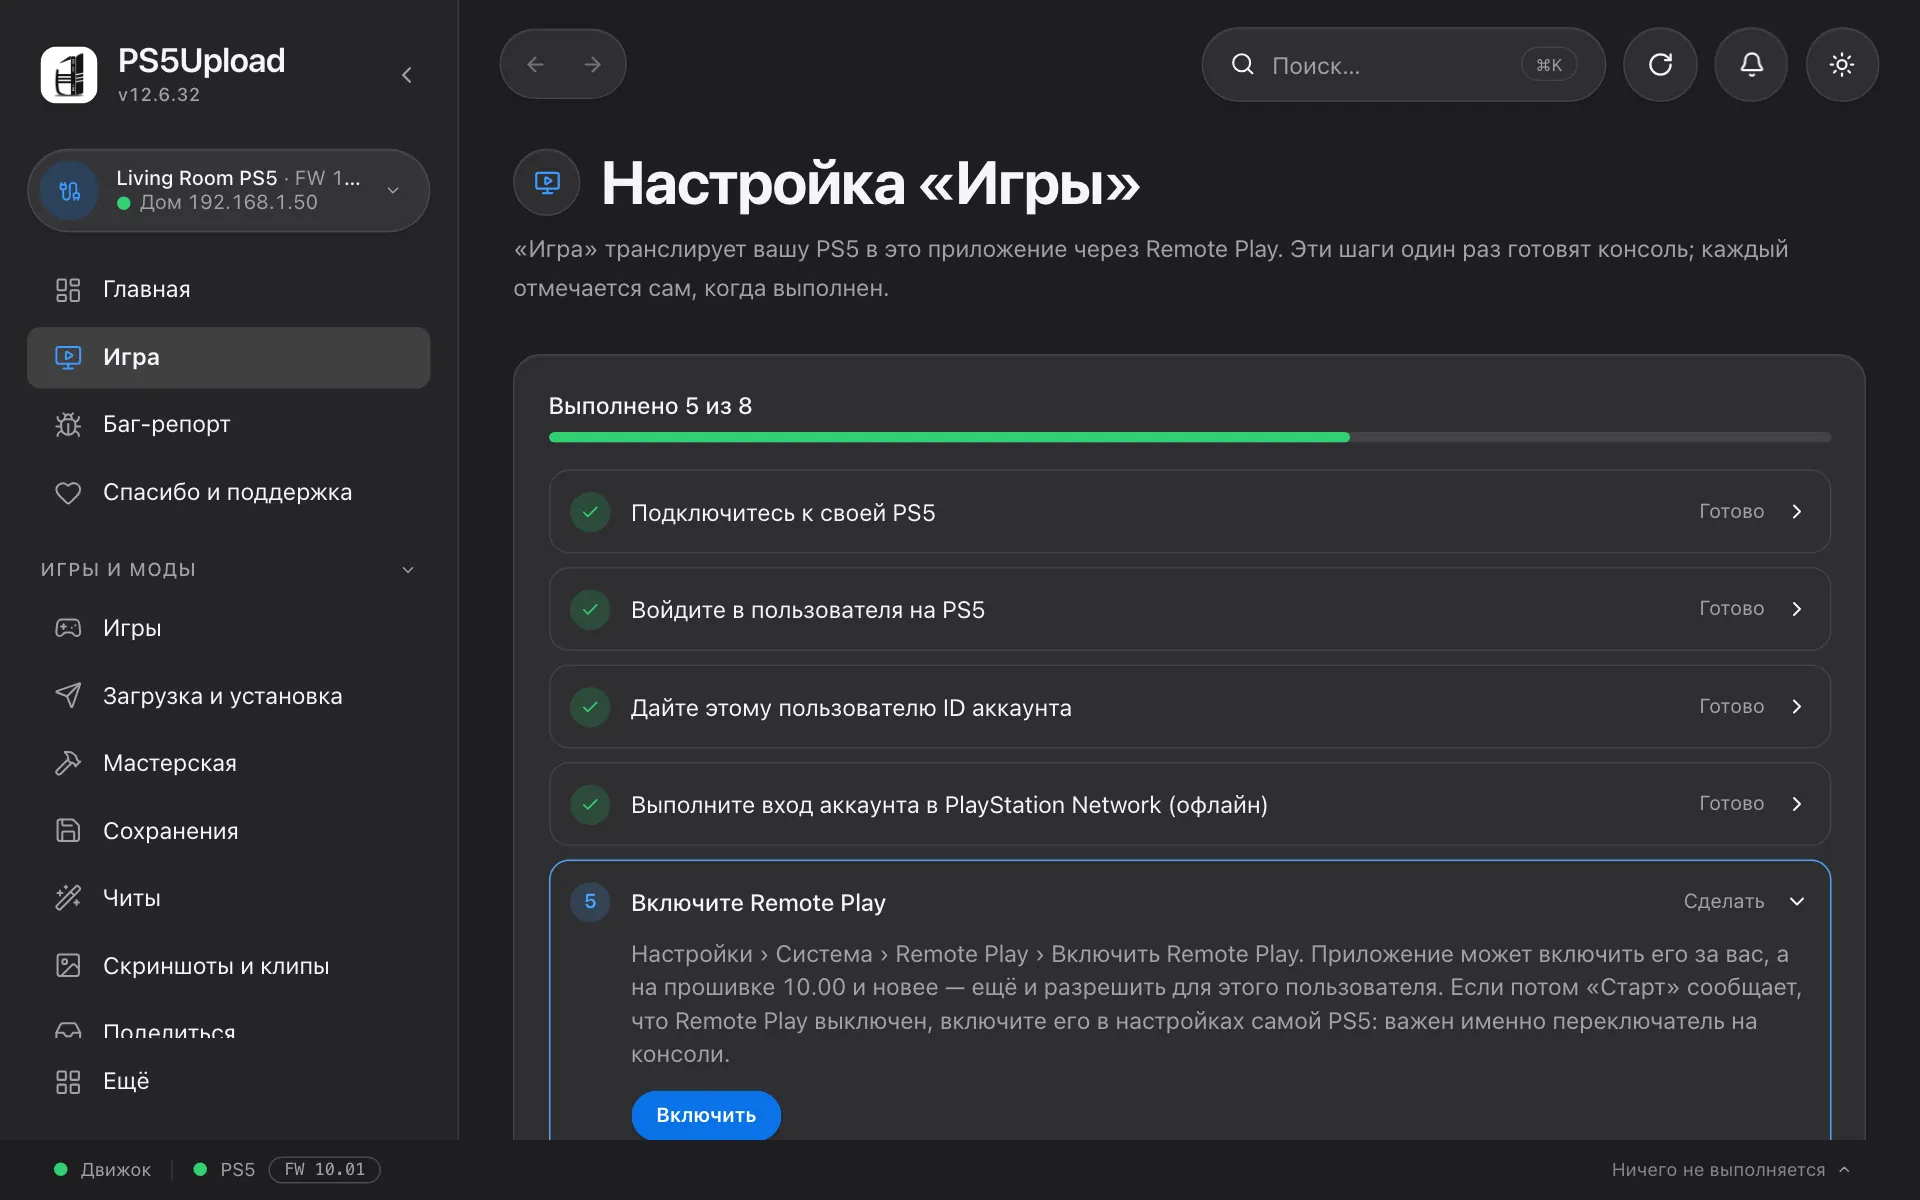 PS5Upload
v12.6.32
Living Room PS5 · FW 1...
Дом 192.168.1.50
Главная
Игра
Баг-репорт
Спасибо и поддержка
ИГРЫ И МОДЫ
Игры
Загрузка и установка
Мастерская
Сохранения
Читы
Скриншоты и клипы
Поделиться
Ещё
Поиск...
⌘K
Настройка «Игры»
«Игра» транслирует вашу PS5 в это приложение через Remote Play. Эти шаги один раз готовят консоль; каждый
отмечается сам, когда выполнен.
Выполнено 5 из 8
Подключитесь к своей PS5
Готово
Войдите в пользователя на PS5
Готово
Дайте этому пользователю ID аккаунта
Готово
Выполните вход аккаунта в PlayStation Network (офлайн)
Готово
5
Включите Remote Play
Сделать
Настройки › Система › Remote Play › Включить Remote Play. Приложение может включить его за вас, а
на прошивке 10.00 и новее — ещё и разрешить для этого пользователя. Если потом «Старт» сообщает,
что Remote Play выключен, включите его в настройках самой PS5: важен именно переключатель на
консоли.
Включить
Движок
PS5
FW 10.01
Ничего не выполняется